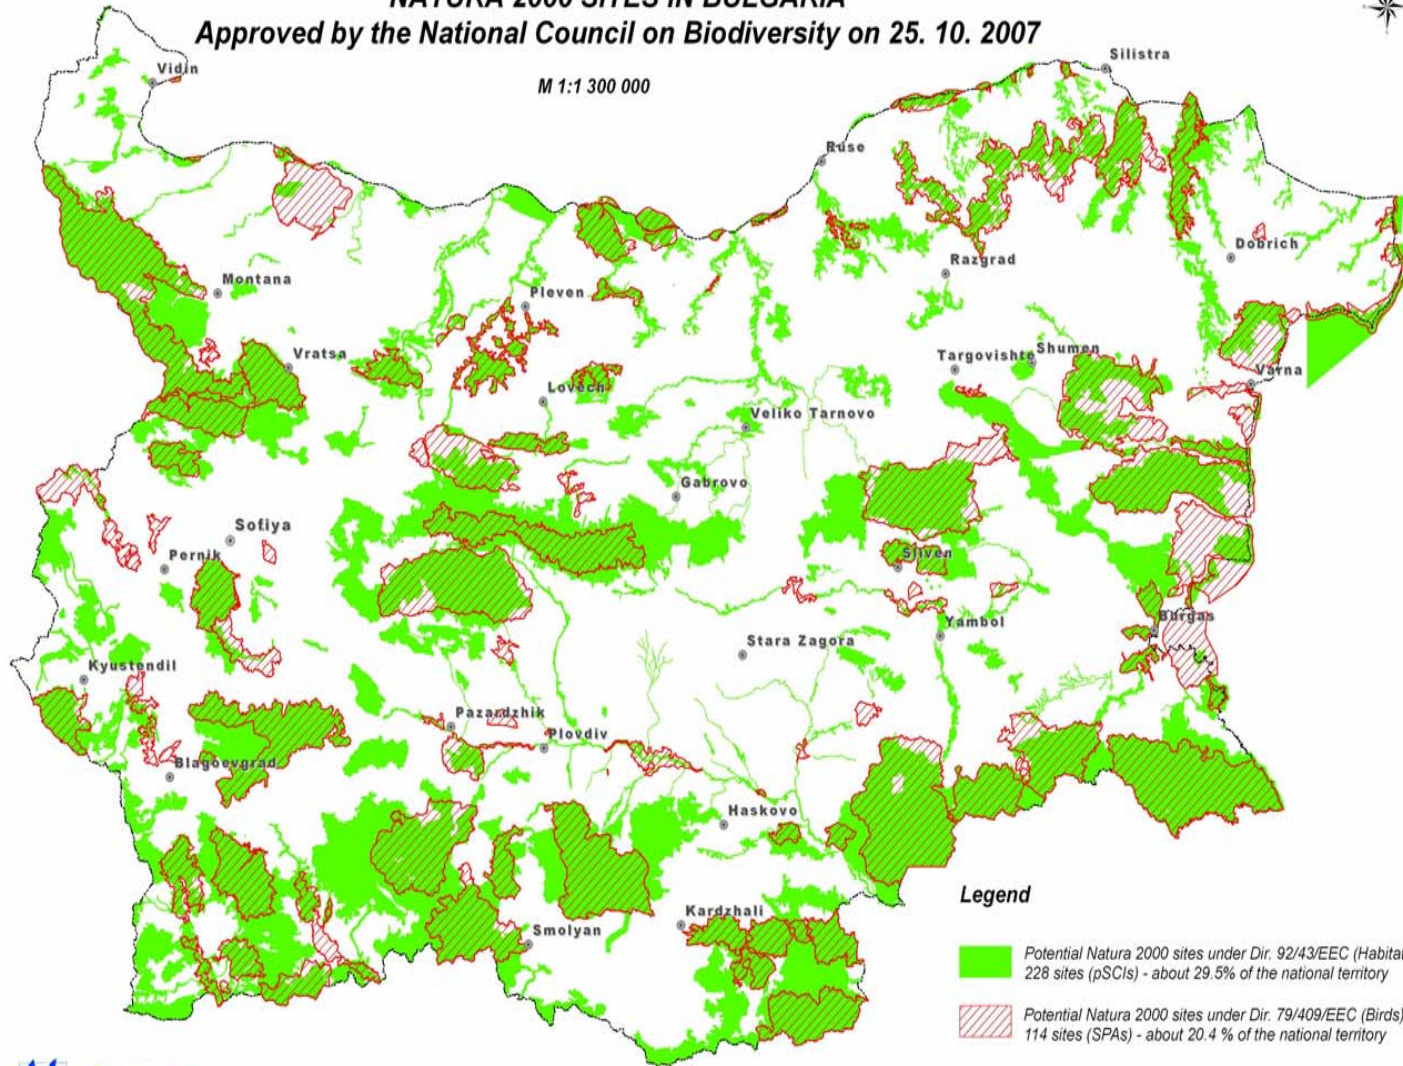 NATURA 2000 SITES IN BULGARIA
Approved by the National Council on Biodiversity on 25. 10. 2007
M 1:1 300 000
Silistra
Vidin
Ruse
Dobrich
Razgrad
Montana
Pleven
Shumen
Targovishte
Vratsa
Varna
Lovech
Veliko Tarnovo
Gabrovo
Sofiya
Sliven
Pernik
Burgas
Yambol
Stara Zagora
Kyustendil
Pazardzhik
Plovdiv
Blagoevgrad
Haskovo
Kardzhali
Smolyan
Legend
Potential Natura 2000 sites under Dir. 92/43/EEC (Habitat
228 sites (pSCIs) - about 29.5% of the national territory
Potential Natura 2000 sites under Dir. 79/409/EEC (Birds)
114 sites (SPAs) - about 20.4 % of the national territory